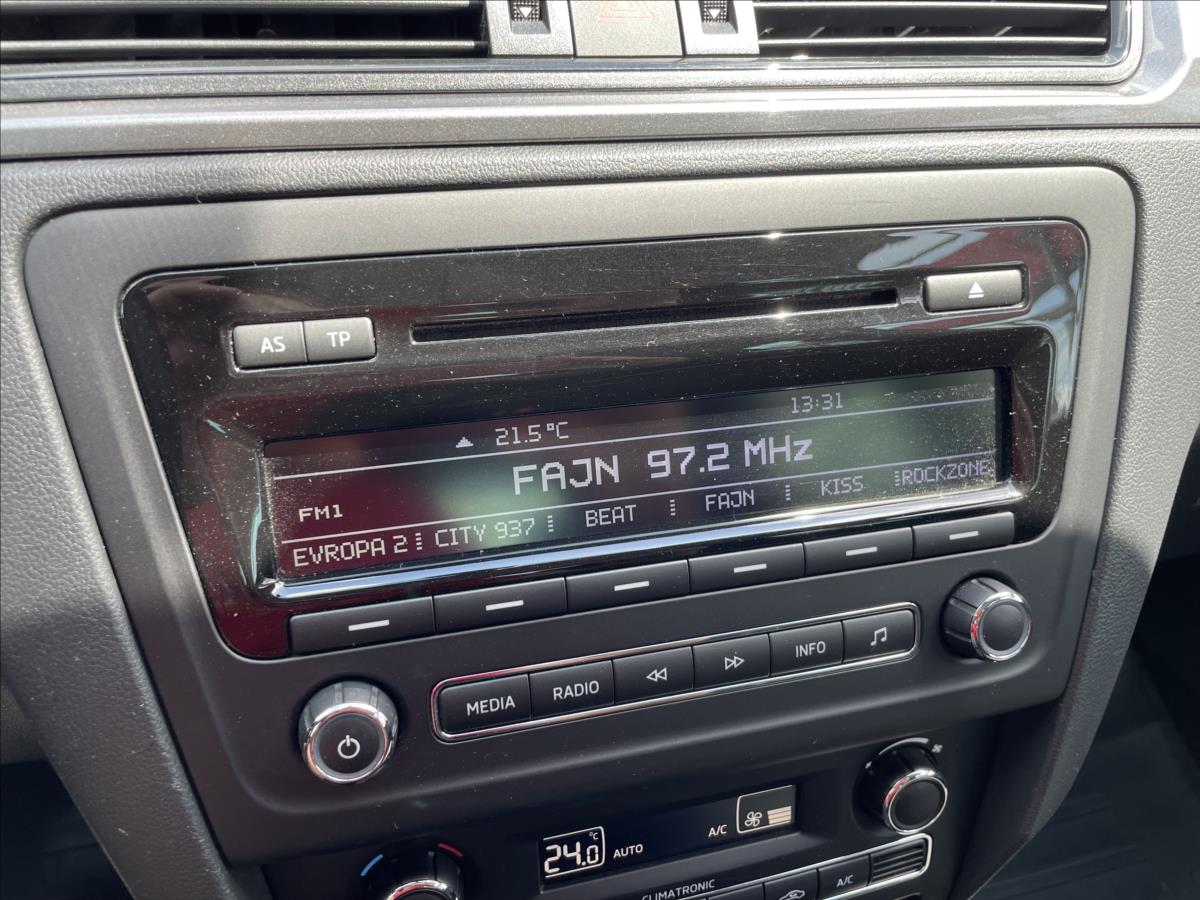 AS TP
21.5 °C 13:31
FAJN 97.2 MHz
FM1
EVROPA 2 CITY 937 BEAT FAJN KISS ROCKZONE
MEDIA RADIO INFO
24.0 °C AUTO A/C
CLIMATRONIC A/C